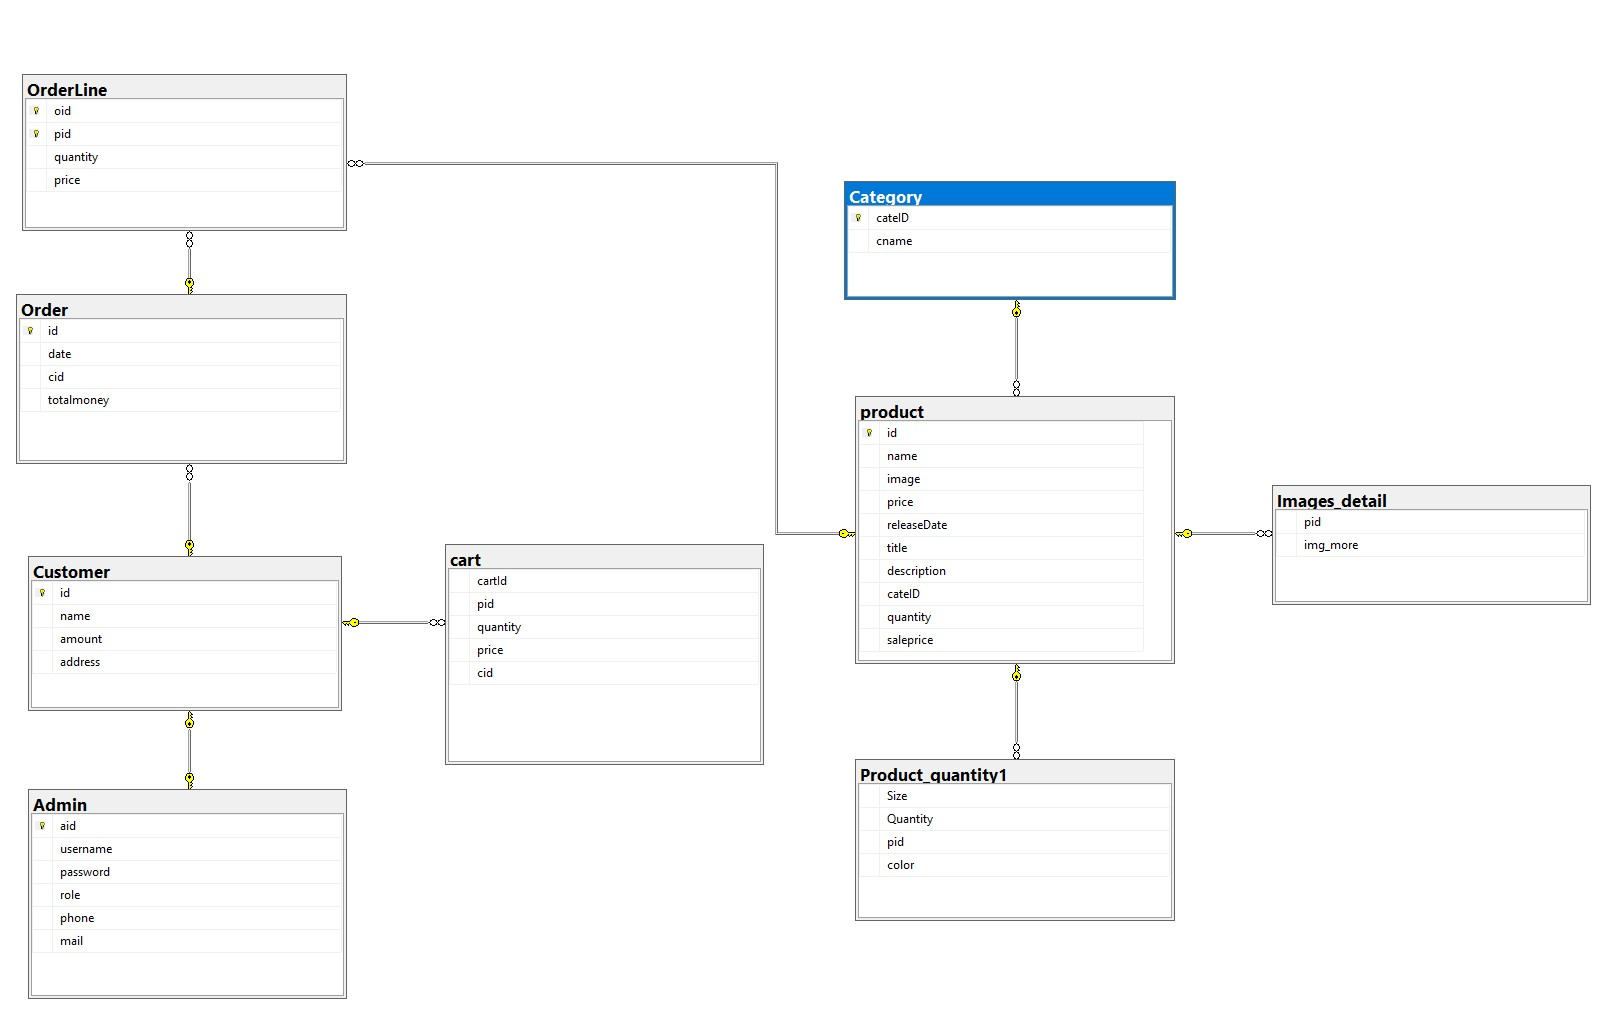 OrderLine
oid
pid
quantity
price
Order
id
date
cid
totalmoney
Customer
id
name
amount
address
Admin
aid
username
password
role
phone
mail
cart
cartId
pid
quantity
price
cid
Category
cateID
cname
product
id
name
image
price
releaseDate
title
description
cateID
quantity
saleprice
Product_quantity1
Size
Quantity
pid
color
Images_detail
pid
img_more